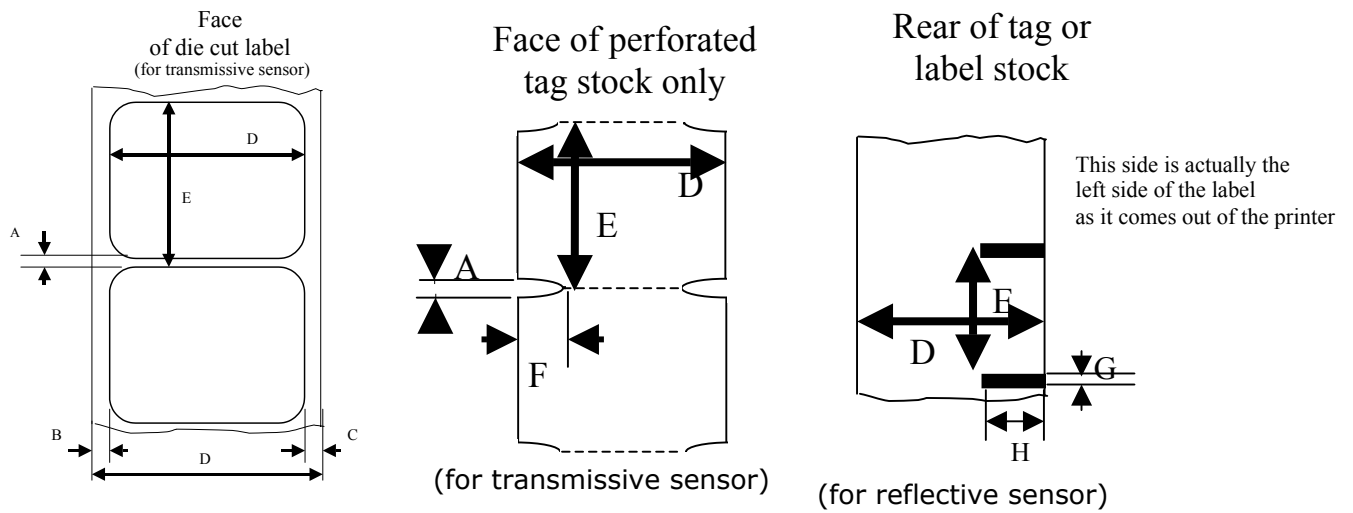 Face
of die cut label
(for transmissive sensor)
D
E
A
B
C
D
Face of perforated
tag stock only
D
E
A
F
(for transmissive sensor)
Rear of tag or
label stock
This side is actually the
left side of the label
as it comes out of the printer
E
D
G
H
(for reflective sensor)